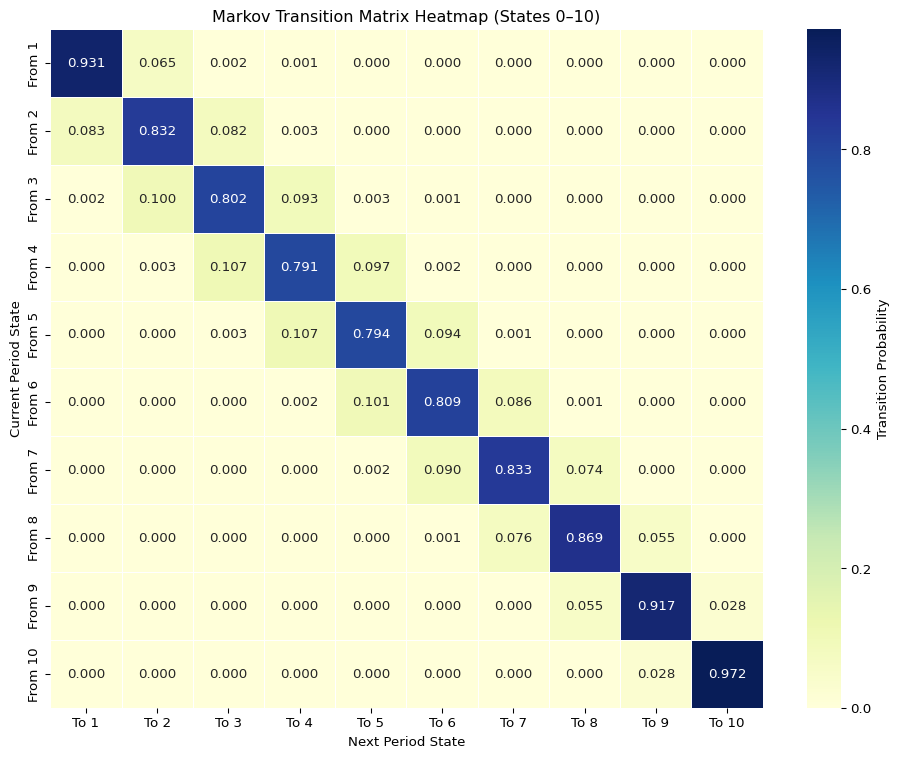 Markov Transition Matrix Heatmap (States 0–10)
From 1 0.931 0.065 0.002 0.001 0.000 0.000 0.000 0.000 0.000 0.000
From 2 0.083 0.832 0.082 0.003 0.000 0.000 0.000 0.000 0.000 0.000
From 3 0.002 0.100 0.802 0.093 0.003 0.001 0.000 0.000 0.000 0.000
From 4 0.000 0.003 0.107 0.791 0.097 0.002 0.000 0.000 0.000 0.000
From 5 0.000 0.000 0.003 0.107 0.794 0.094 0.001 0.000 0.000 0.000
From 6 0.000 0.000 0.000 0.002 0.101 0.809 0.086 0.001 0.000 0.000
From 7 0.000 0.000 0.000 0.000 0.002 0.090 0.833 0.074 0.000 0.000
From 8 0.000 0.000 0.000 0.000 0.000 0.001 0.076 0.869 0.055 0.000
From 9 0.000 0.000 0.000 0.000 0.000 0.000 0.000 0.055 0.917 0.028
From 10 0.000 0.000 0.000 0.000 0.000 0.000 0.000 0.000 0.028 0.972
To 1 To 2 To 3 To 4 To 5 To 6 To 7 To 8 To 9 To 10
Next Period State
Current Period State
0.8
0.6
0.4
0.2
0.0
Transition Probability